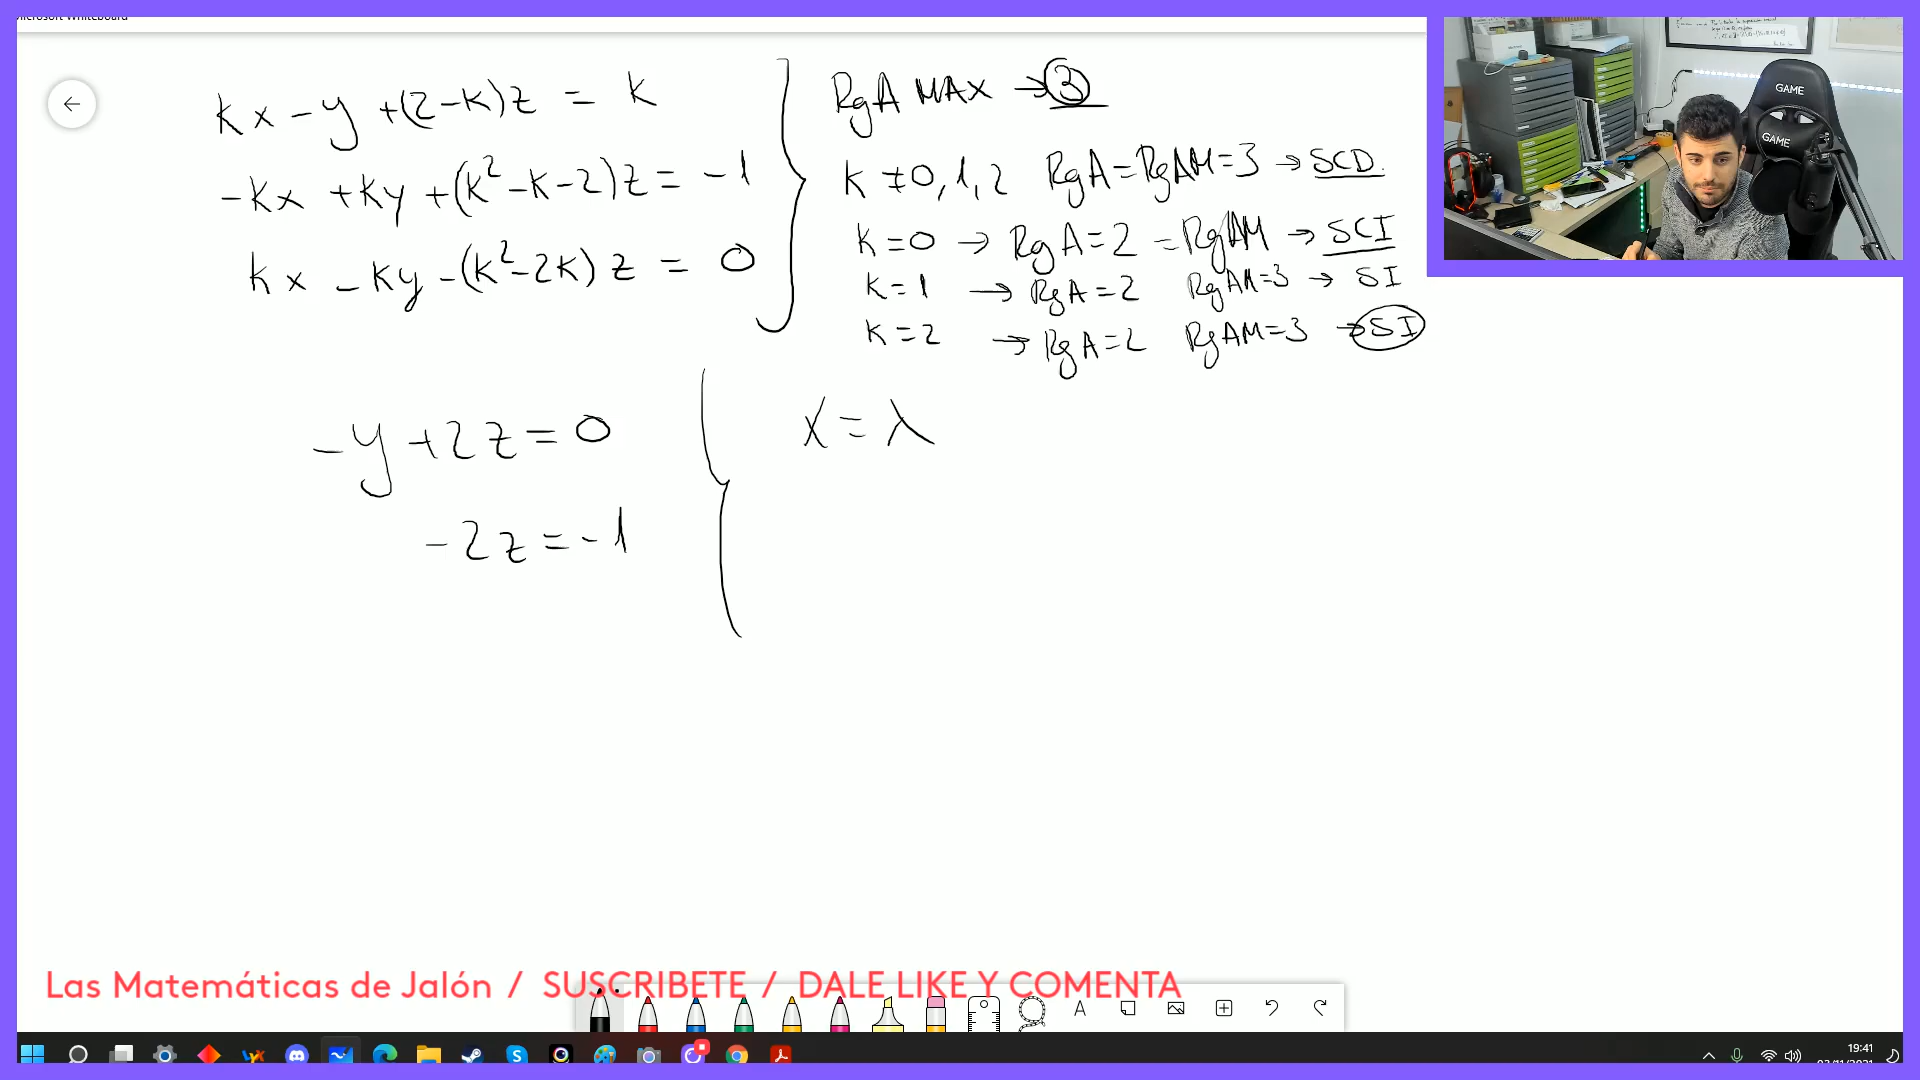 Microsoft Whiteboard
kx - y + (2-k)z = k
-kx + ky + (k² - k - 2)z = -1
kx - ky - (k² - 2k)z = 0
RgA MAX → 3
k ≠ 0, 1, 2 RgA = RgAM = 3 → SCD.
k = 0 → RgA = 2 = RgAM → SCI
k = 1 → RgA = 2 RgAM = 3 → SI
k = 2 → RgA = 2 RgAM = 3 → SI
-y + 2z = 0
-2z = -1
x = λ
GAME
GAME
Las Matemáticas de Jalón / SUSCRIBETE / DALE LIKE Y COMENTA
A
19:41